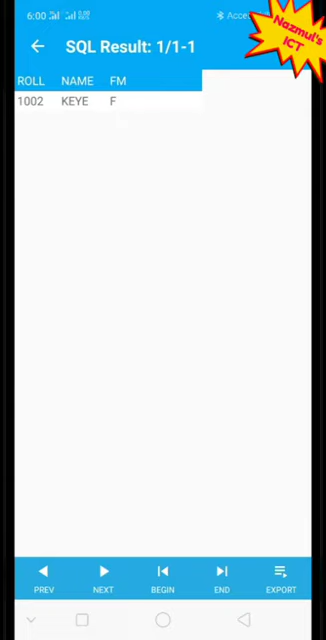 6:00
Acce
Nazmul's
ICT
SQL Result: 1/1-1
ROLL NAME FM
1002 KEYE F
PREV NEXT BEGIN END EXPORT